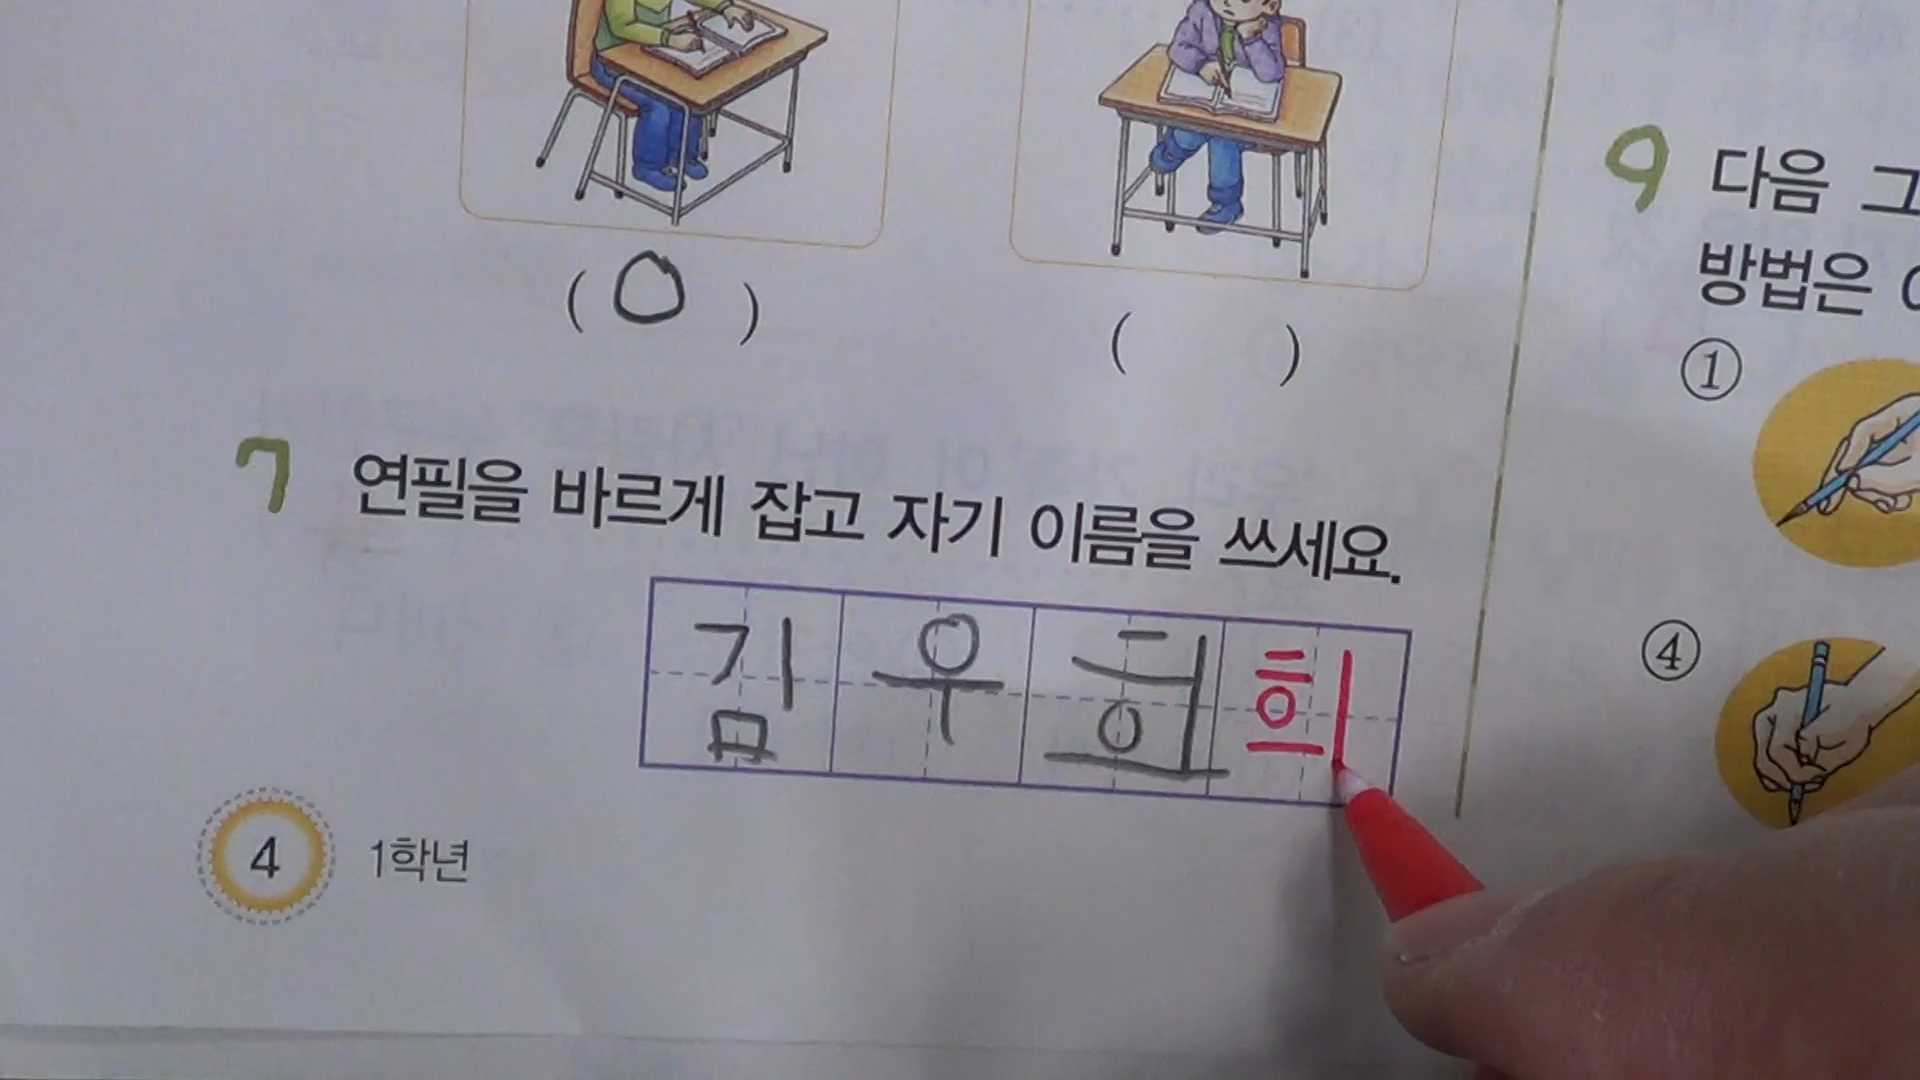 ( O )
( )
7 연필을 바르게 잡고 자기 이름을 쓰세요.
김 우 희 희
4 1학년
9 다음 그
방법은
①
④